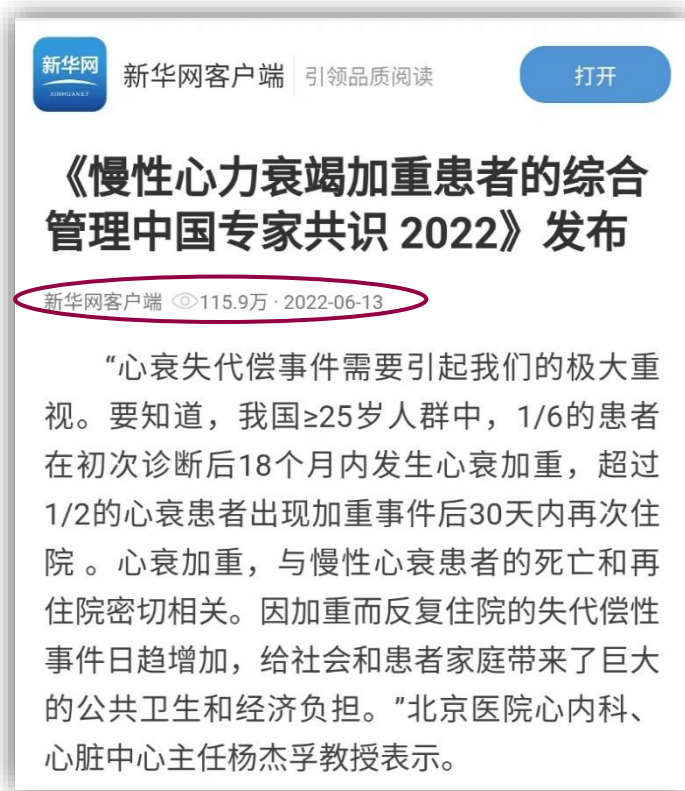 新华网
XINHUANET
新华网客户端 引领品质阅读
打开
《慢性心力衰竭加重患者的综合
管理中国专家共识 2022》发布
新华网客户端 115.9万 · 2022-06-13
“心衰失代偿事件需要引起我们的极大重
视。要知道，我国≥25岁人群中，1/6的患者
在初次诊断后18个月内发生心衰加重，超过
1/2的心衰患者出现加重事件后30天内再次住
院 。心衰加重，与慢性心衰患者的死亡和再
住院密切相关。因加重而反复住院的失代偿性
事件日趋增加，给社会和患者家庭带来了巨大
的公共卫生和经济负担。”北京医院心内科、
心脏中心主任杨杰孚教授表示。